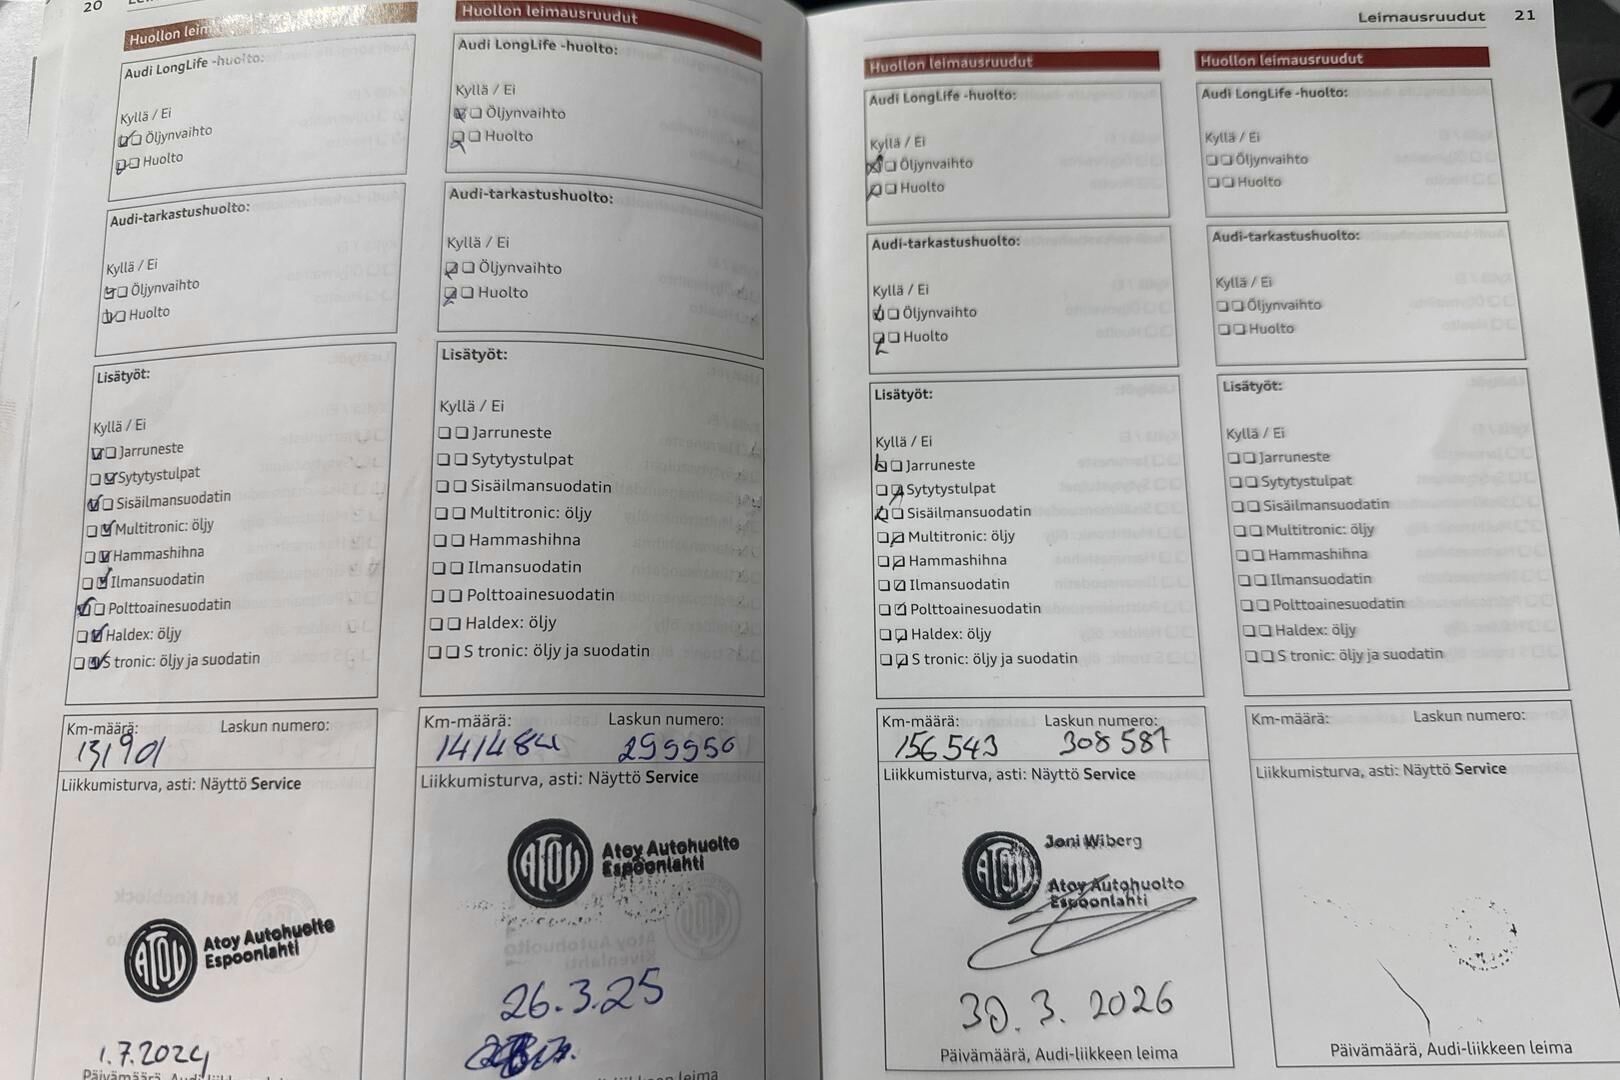 20
Huollon leim
Audi LongLife -huolto:
Kyllä / Ei
Öljynvaihto
Huolto
Audi-tarkastushuolto:
Kyllä / Ei
Öljynvaihto
Huolto
Lisätyöt:
Kyllä / Ei
Jarruneste
Sytytystulpat
Sisäilmansuodatin
Multitronic: öljy
Hammashihna
Ilmansuodatin
Polttoainesuodatin
Haldex: öljy
S tronic: öljy ja suodatin
Km-määrä: Laskun numero:
131901
Liikkumisturva, asti: Näyttö Service
ATOY Atoy Autohuolto
Espoonlahti
1.7.2024
Huollon leimausruudut
Audi LongLife -huolto:
Kyllä / Ei
Öljynvaihto
Huolto
Audi-tarkastushuolto:
Kyllä / Ei
Öljynvaihto
Huolto
Lisätyöt:
Kyllä / Ei
Jarruneste
Sytytystulpat
Sisäilmansuodatin
Multitronic: öljy
Hammashihna
Ilmansuodatin
Polttoainesuodatin
Haldex: öljy
S tronic: öljy ja suodatin
Km-määrä: Laskun numero:
141484 299950
Liikkumisturva, asti: Näyttö Service
ATOY Atoy Autohuolto
Espoonlahti
26.3.25
leima
Leimausruudut 21
Huollon leimausruudut
Audi LongLife -huolto:
Kyllä / Ei
Öljynvaihto
Huolto
Audi-tarkastushuolto:
Kyllä / Ei
Öljynvaihto
Huolto
Lisätyöt:
Kyllä / Ei
Jarruneste
Sytytystulpat
Sisäilmansuodatin
Multitronic: öljy
Hammashihna
Ilmansuodatin
Polttoainesuodatin
Haldex: öljy
S tronic: öljy ja suodatin
Km-määrä: Laskun numero:
156543 308587
Liikkumisturva, asti: Näyttö Service
Joni Wiberg
ATOY Atoy Autohuolto
Espoonlahti
30.3.2026
Päivämäärä, Audi-liikkeen leima
Huollon leimausruudut
Audi LongLife -huolto:
Kyllä / Ei
Öljynvaihto
Huolto
Audi-tarkastushuolto:
Kyllä / Ei
Öljynvaihto
Huolto
Lisätyöt:
Kyllä / Ei
Jarruneste
Sytytystulpat
Sisäilmansuodatin
Multitronic: öljy
Hammashihna
Ilmansuodatin
Polttoainesuodatin
Haldex: öljy
S tronic: öljy ja suodatin
Km-määrä: Laskun numero:
Liikkumisturva, asti: Näyttö Service
Päivämäärä, Audi-liikkeen leima